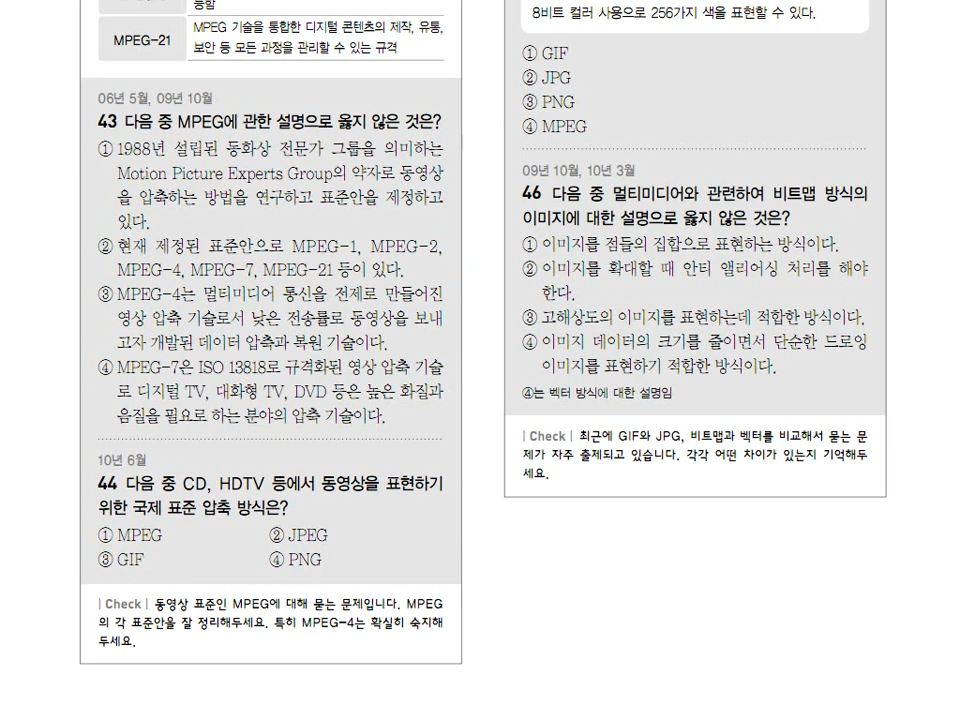 등함
MPEG-21
MPEG 기술을 통합한 디지털 콘텐츠의 제작, 유통,
보안 등 모든 과정을 관리할 수 있는 규격
06년 5월, 09년 10월
43 다음 중 MPEG에 관한 설명으로 옳지 않은 것은?
① 1988년 설립된 동화상 전문가 그룹을 의미하는
Motion Picture Experts Group의 약자로 동영상
을 압축하는 방법을 연구하고 표준안을 제정하고
있다.
② 현재 제정된 표준안으로 MPEG-1, MPEG-2,
MPEG-4, MPEG-7, MPEG-21 등이 있다.
③ MPEG-4는 멀티미디어 통신을 전제로 만들어진
영상 압축 기술로서 낮은 전송률로 동영상을 보내
고자 개발된 데이터 압축과 복원 기술이다.
④ MPEG-7은 ISO 13818로 규격화된 영상 압축 기술
로 디지털 TV, 대화형 TV, DVD 등은 높은 화질과
음질을 필요로 하는 분야의 압축 기술이다.
10년 6월
44 다음 중 CD, HDTV 등에서 동영상을 표현하기
위한 국제 표준 압축 방식은?
① MPEG ② JPEG
③ GIF ④ PNG
| Check | 동영상 표준인 MPEG에 대해 묻는 문제입니다. MPEG
의 각 표준안을 잘 정리해두세요. 특히 MPEG-4는 확실히 숙지해
두세요.
8비트 컬러 사용으로 256가지 색을 표현할 수 있다.
① GIF
② JPG
③ PNG
④ MPEG
09년 10월, 10년 3월
46 다음 중 멀티미디어와 관련하여 비트맵 방식의
이미지에 대한 설명으로 옳지 않은 것은?
① 이미지를 점들의 집합으로 표현하는 방식이다.
② 이미지를 확대할 때 안티 앨리어싱 처리를 해야
한다.
③ 고해상도의 이미지를 표현하는데 적합한 방식이다.
④ 이미지 데이터의 크기를 줄이면서 단순한 드로잉
이미지를 표현하기 적합한 방식이다.
④는 벡터 방식에 대한 설명임
| Check | 최근에 GIF와 JPG, 비트맵과 벡터를 비교해서 묻는 문
제가 자주 출제되고 있습니다. 각각 어떤 차이가 있는지 기억해두
세요.